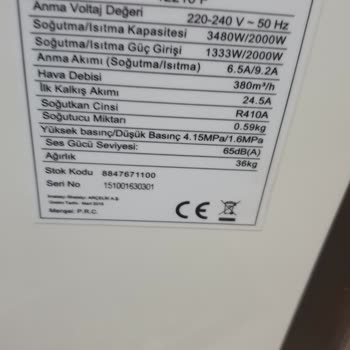 12210 P
Anma Voltaj Değeri 220-240 V ~ 50 Hz
Soğutma/Isıtma Kapasitesi 3480W/2000W
Soğutma/Isıtma Güç Girişi 1333W/2000W
Anma Akımı (Soğutma/Isıtma) 6.5A/9.2A
Hava Debisi 380m³/h
İlk Kalkış Akımı 24.5A
Soğutkan Cinsi R410A
Soğutucu Miktarı 0.59kg
Yüksek basınç/Düşük Basınç 4.15MPa/1.6MPa
Ses Gücü Seviyesi: 65dB(A)
Ağırlık 36kg
Stok Kodu 8847671100
Seri No 151001630301
Menşei: P.R.C.
CE